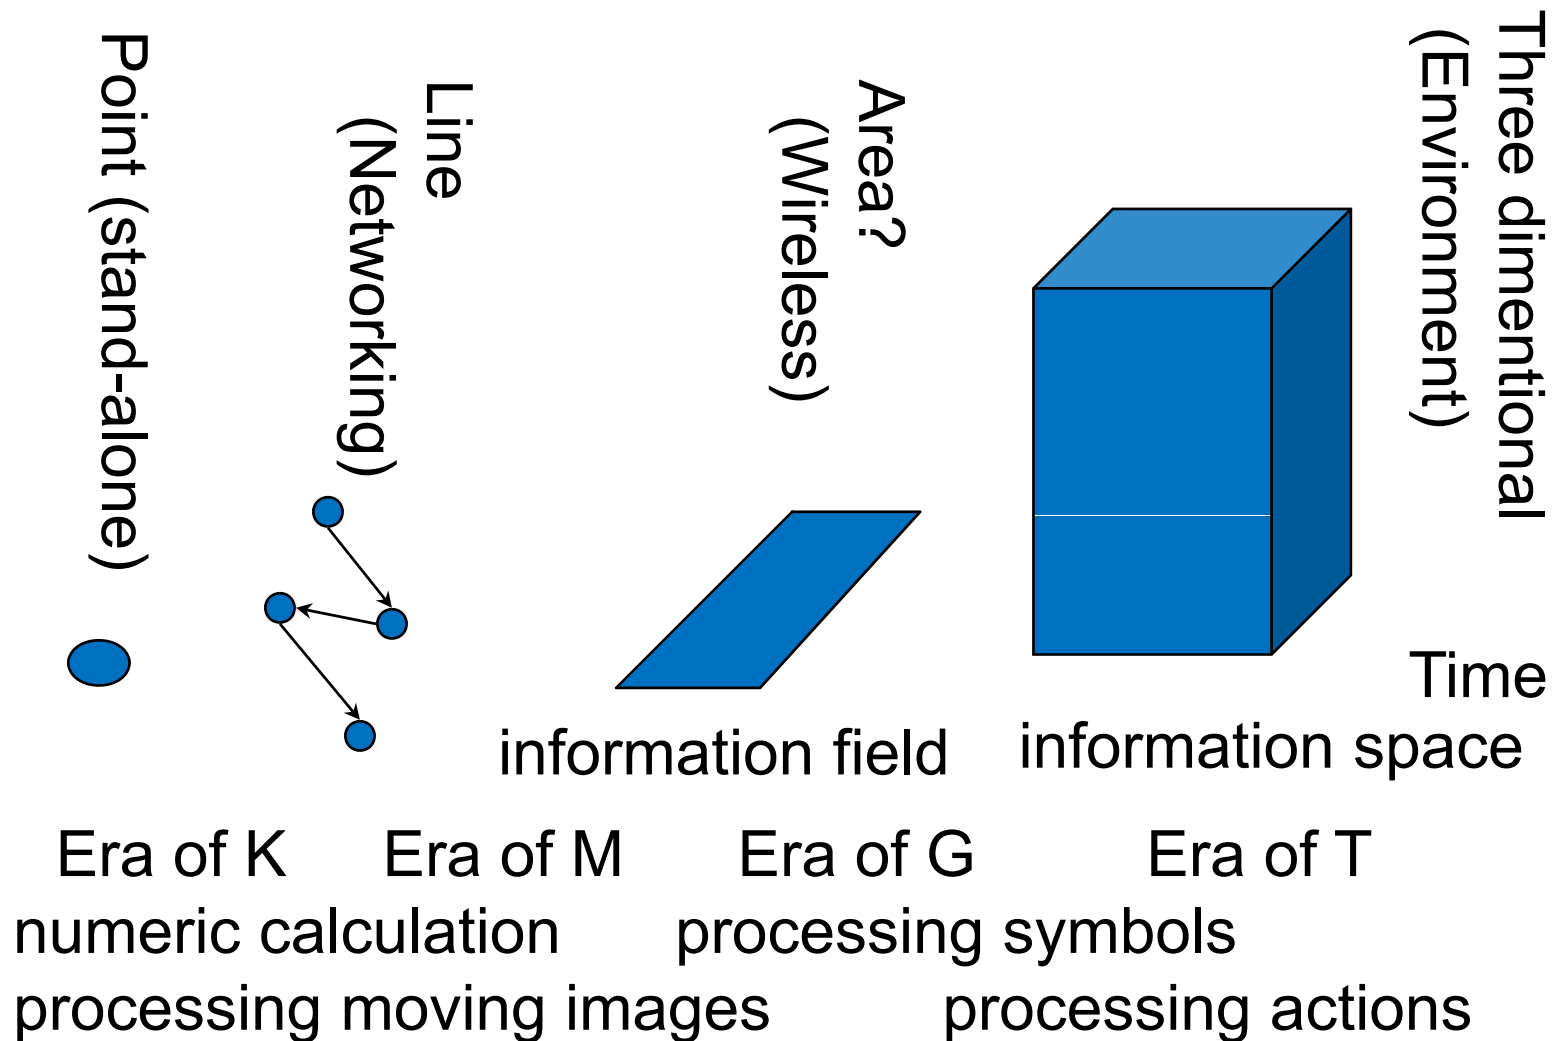 Point (stand-alone)
Line
(Networking)
Area?
(Wireless)
Three dimentional
(Environment)
Time
information field
information space
Era of K
Era of M
Era of G
Era of T
numeric calculation
processing symbols
processing moving images
processing actions